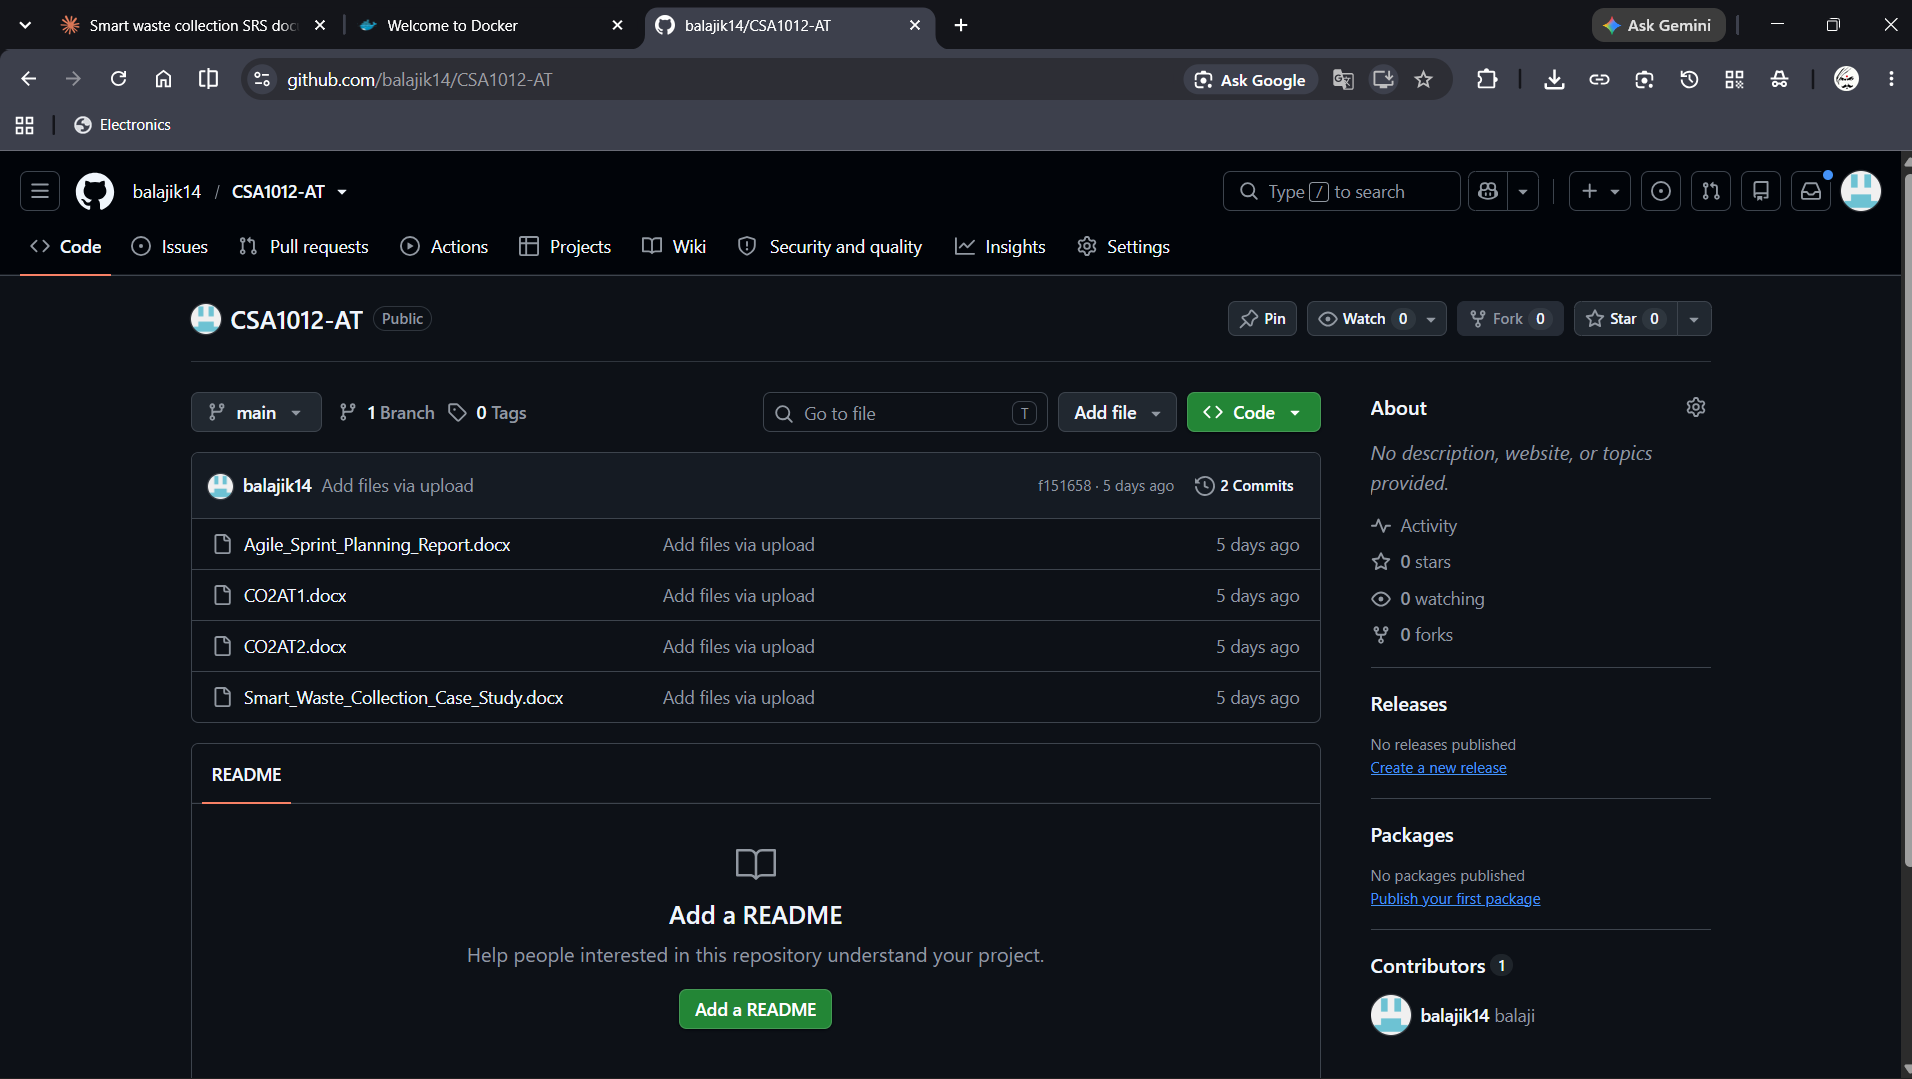 Smart waste collection SRS doc
Welcome to Docker
balajik14/CSA1012-AT
Ask Gemini
github.com/balajik14/CSA1012-AT
Ask Google
Electronics
balajik14 / CSA1012-AT
Type / to search
Code
Issues
Pull requests
Actions
Projects
Wiki
Security and quality
Insights
Settings
CSA1012-AT Public
Pin
Watch 0
Fork 0
Star 0
main
1 Branch
0 Tags
Go to file T
Add file
Code
balajik14 Add files via upload f151658 · 5 days ago 2 Commits
Agile_Sprint_Planning_Report.docx Add files via upload 5 days ago
CO2AT1.docx Add files via upload 5 days ago
CO2AT2.docx Add files via upload 5 days ago
Smart_Waste_Collection_Case_Study.docx Add files via upload 5 days ago
README
Add a README
Help people interested in this repository understand your project.
Add a README
About
No description, website, or topics
provided.
Activity
0 stars
0 watching
0 forks
Releases
No releases published
Create a new release
Packages
No packages published
Publish your first package
Contributors 1
balajik14 balaji